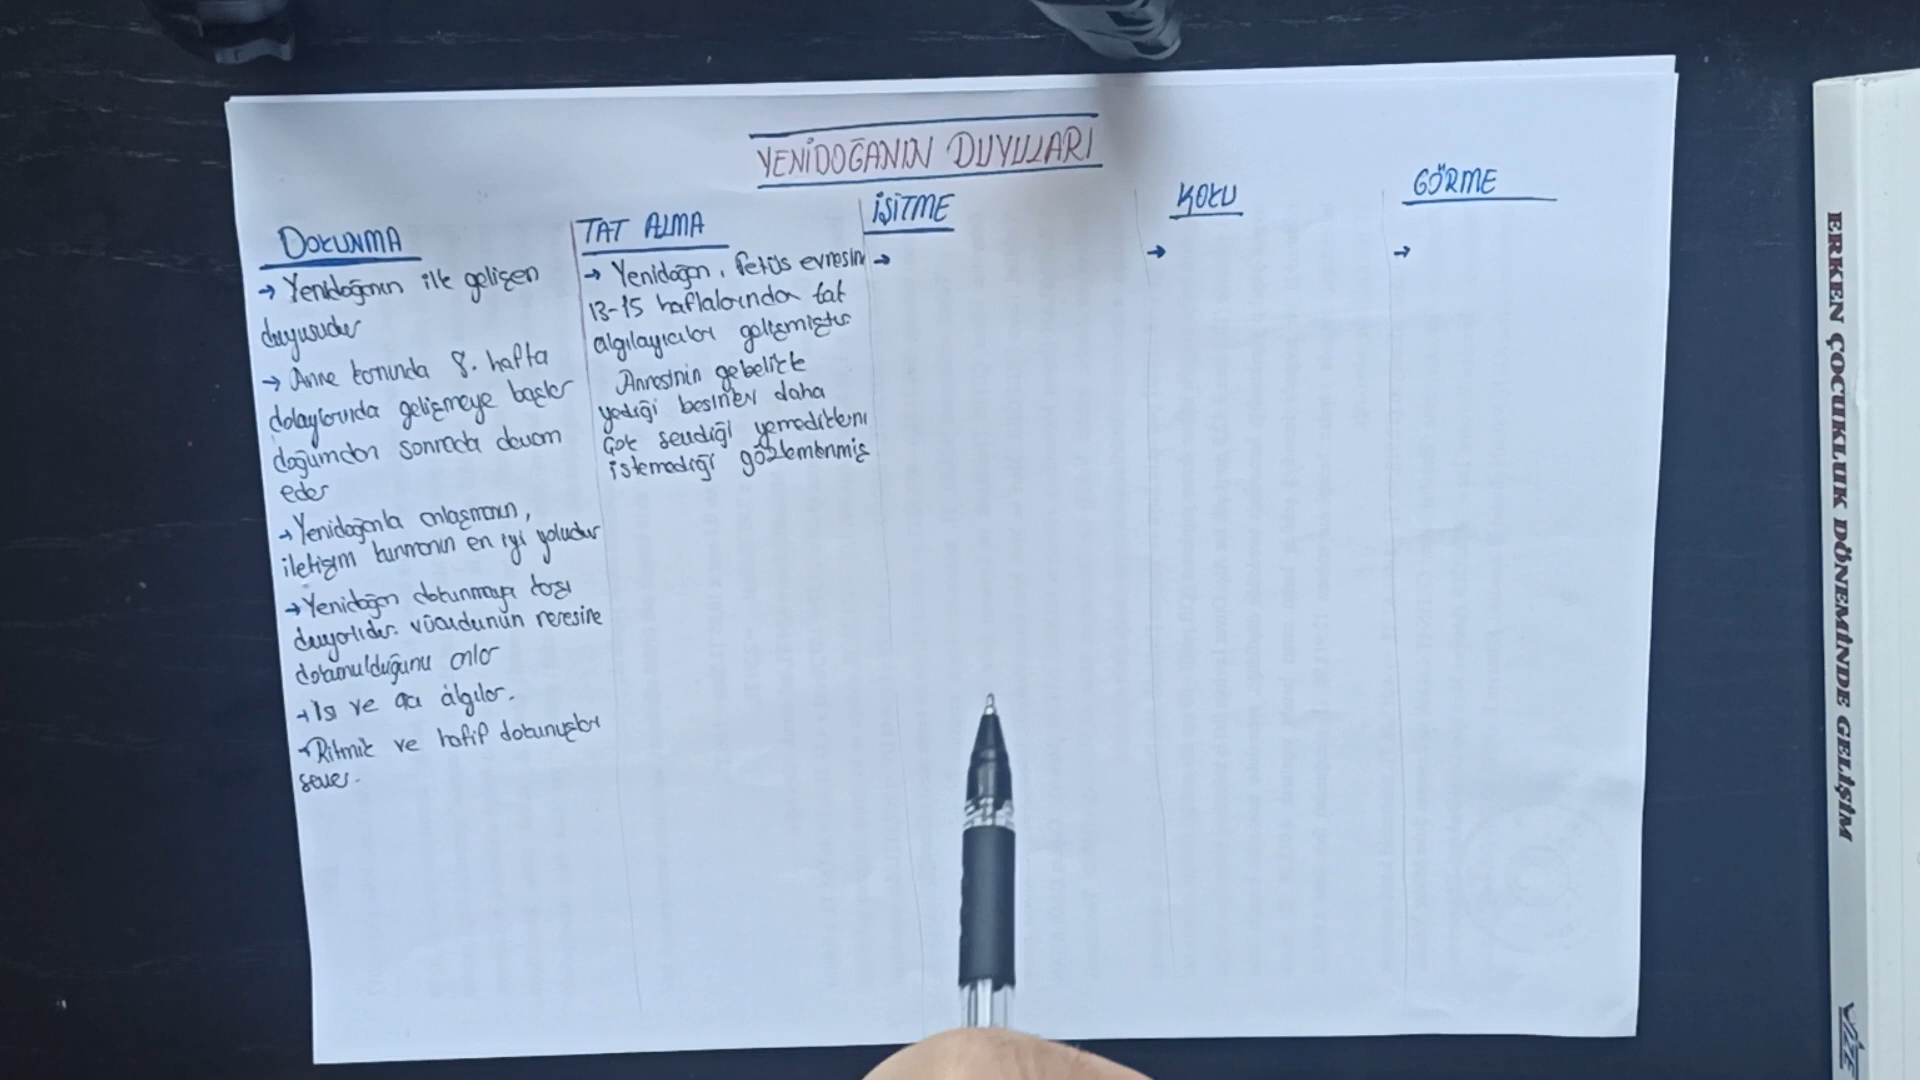 YENİDOĞANIN DUYULARI
DOKUNMA
→ Yenidoğanın ilk gelişen
duyusudur
→ Anne karnında 8. hafta
dolaylarında gelişmeye başlar
doğumdan sonrada devam
eder
→ Yenidoğanla anlaşmanın,
iletişim kurmanın en iyi yoludur
→ Yenidoğan dokunmaya karşı
duyarlıdır. vücudunun neresine
dokunulduğunu anlar
→ Isı ve acı algılar.
→ Ritmik ve hafif dokunuşları
sever.
TAT ALMA
→ Yenidoğan, fetüs evresin
13-15 haftalarında tat
algılayıcıları gelişmiştir
Annesinin gebelikte
yediği besinleri daha
çok sevdiği yemediklerini
istemediği gözlemlenmiş
İŞİTME
→
KOKU
→
GÖRME
→
ERKEN ÇOCUKLUK DÖNEMİNDE GELİŞİM
VİZE